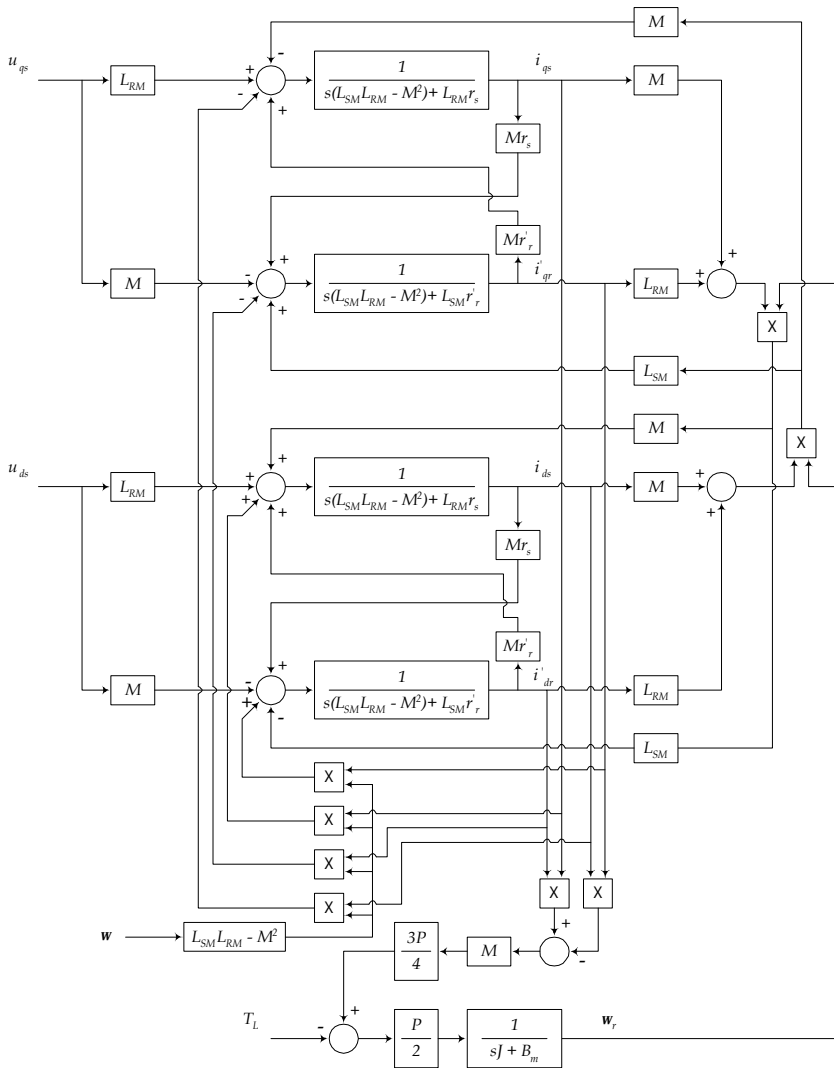 M
u_qs
L_RM
-
+
-
+
1
s(L_SM L_RM - M²) + L_RM r_s
i_qs
M
Mr_s
+
Mr'_r
+
M
-
-
+
1
s(L_SM L_RM - M²) + L_SM r'_r
i'_qr
L_RM
+
X
L_SM
M
u_ds
L_RM
+
+
+
+
1
s(L_SM L_RM - M²) + L_RM r_s
i_ds
M
+
+
X
Mr_s
Mr'_r
M
+
-
+
-
1
s(L_SM L_RM - M²) + L_SM r'_r
i'_dr
L_RM
L_SM
X
X
X
X
X
X
w
L_SM L_RM - M²
3P
4
M
+
-
T_L
+
-
P
2
1
sJ + B_m
w_r